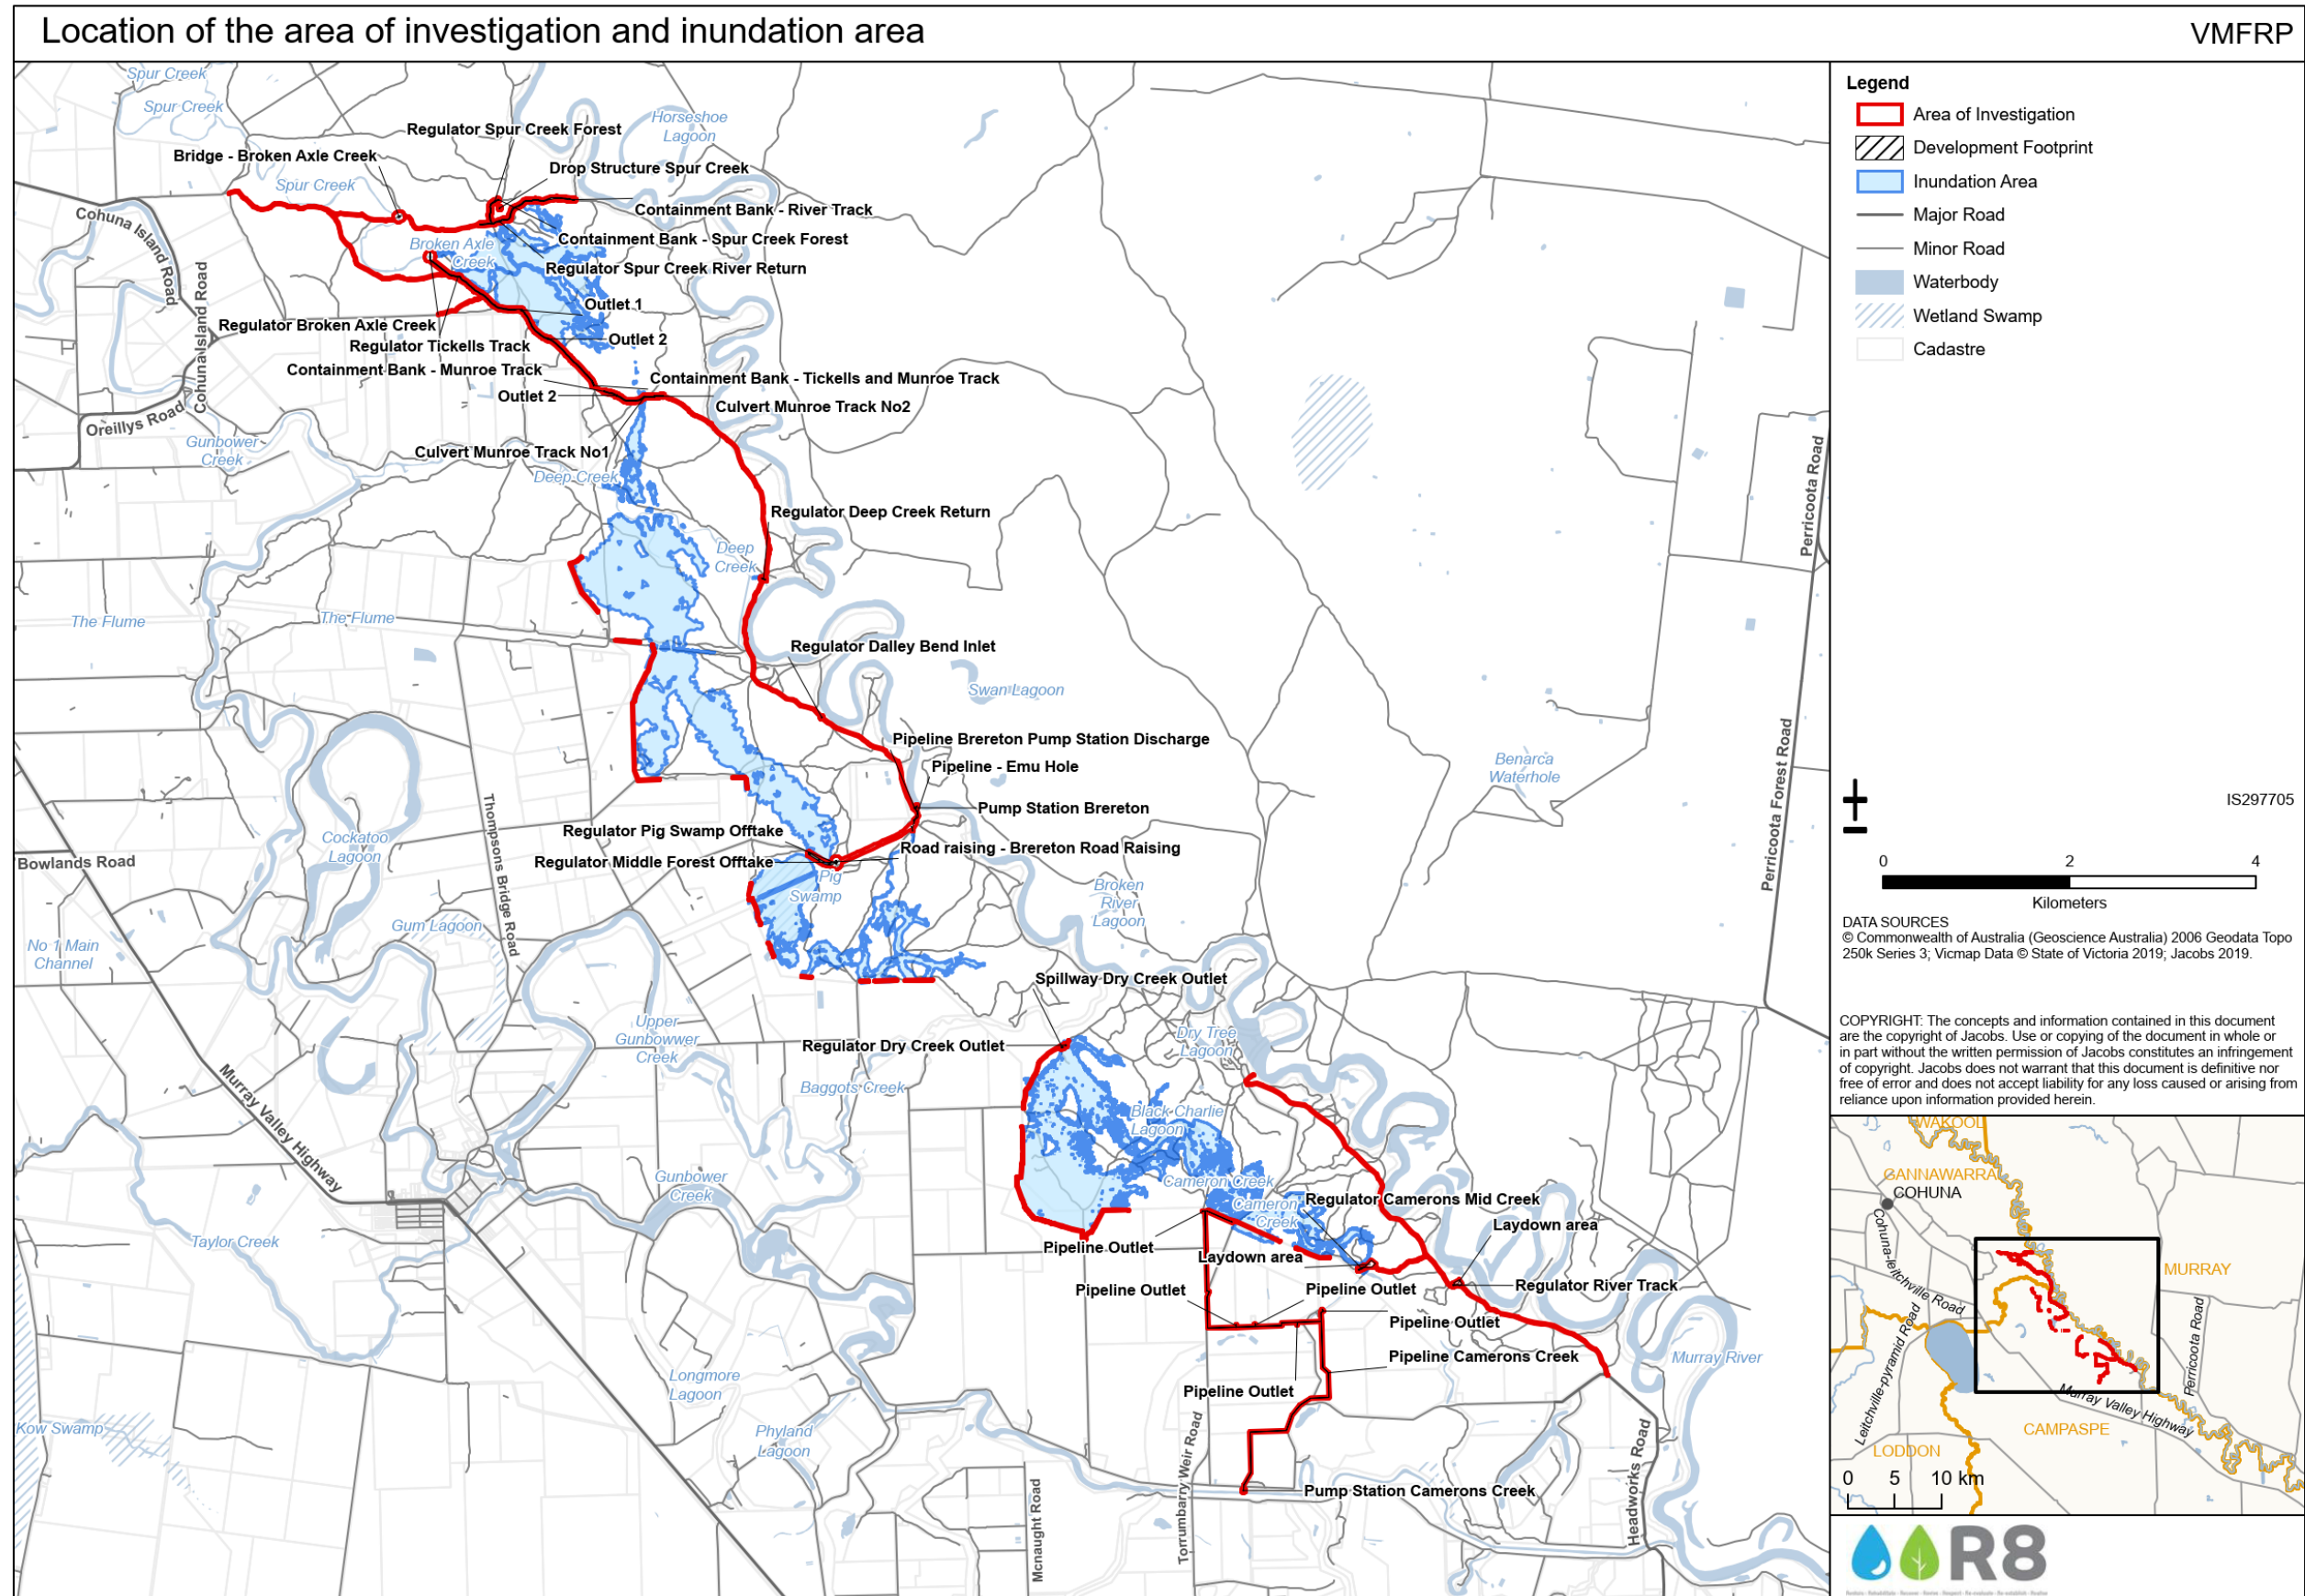 Location of the area of investigation and inundation area
VMFRP
Spur Creek
Spur Creek
Horseshoe
Lagoon
Regulator Spur Creek Forest
Bridge - Broken Axle Creek
Drop Structure Spur Creek
Spur Creek
Containment Bank - River Track
Cohuna Island Road
Containment Bank - Spur Creek Forest
Broken Axle
Creek
Regulator Spur Creek River Return
Cohuna Island Road
Outlet 1
Regulator Broken Axle Creek
Outlet 2
Regulator Tickells Track
Containment Bank - Munroe Track
Containment Bank - Tickells and Munroe Track
Outlet 2
Culvert Munroe Track No2
Oreillys Road
Gunbower
Creek
Culvert Munroe Track No1
Deep Creek
Perricoota Road
Regulator Deep Creek Return
Deep
Creek
The Flume
The Flume
Regulator Dalley Bend Inlet
Swan Lagoon
Pipeline Brereton Pump Station Discharge
Pipeline - Emu Hole
Benarca
Waterhole
Perricoota Forest Road
Pump Station Brereton
Thompsons Bridge Road
Regulator Pig Swamp Offtake
Cockatoo
Lagoon
Road raising - Brereton Road Raising
Bowlands Road
Regulator Middle Forest Offtake
Pig
Swamp
Broken
River
Lagoon
Gum Lagoon
No 1 Main
Channel
Spillway Dry Creek Outlet
Upper
Gunbowwer
Creek
Dry Tree
Lagoon
Regulator Dry Creek Outlet
Baggots Creek
Murray Valley Highway
Black Charlie
Lagoon
Gunbower
Creek
Cameron Creek
Cameron
Creek
Regulator Camerons Mid Creek
Laydown area
Taylor Creek
Pipeline Outlet
Laydown area
Pipeline Outlet
Pipeline Outlet
Regulator River Track
Pipeline Outlet
Pipeline Camerons Creek
Murray River
Longmore
Lagoon
Pipeline Outlet
Kow Swamp
Phyland
Lagoon
Torrumbarry Weir Road
Headworks Road
Mcnaught Road
Pump Station Camerons Creek
Legend
Area of Investigation
Development Footprint
Inundation Area
Major Road
Minor Road
Waterbody
Wetland Swamp
Cadastre
IS297705
0 2 4
Kilometers
DATA SOURCES
© Commonwealth of Australia (Geoscience Australia) 2006 Geodata Topo
250k Series 3; Vicmap Data © State of Victoria 2019; Jacobs 2019.
COPYRIGHT: The concepts and information contained in this document
are the copyright of Jacobs. Use or copying of the document in whole or
in part without the written permission of Jacobs constitutes an infringement
of copyright. Jacobs does not warrant that this document is definitive nor
free of error and does not accept liability for any loss caused or arising from
reliance upon information provided herein.
WAKOOL
GANNAWARRA
COHUNA
Cohuna-leitchville Road
MURRAY
Leitchville-pyramid Road
Perricoota Road
Murray Valley Highway
CAMPASPE
LODDON
0 5 10 km
R8